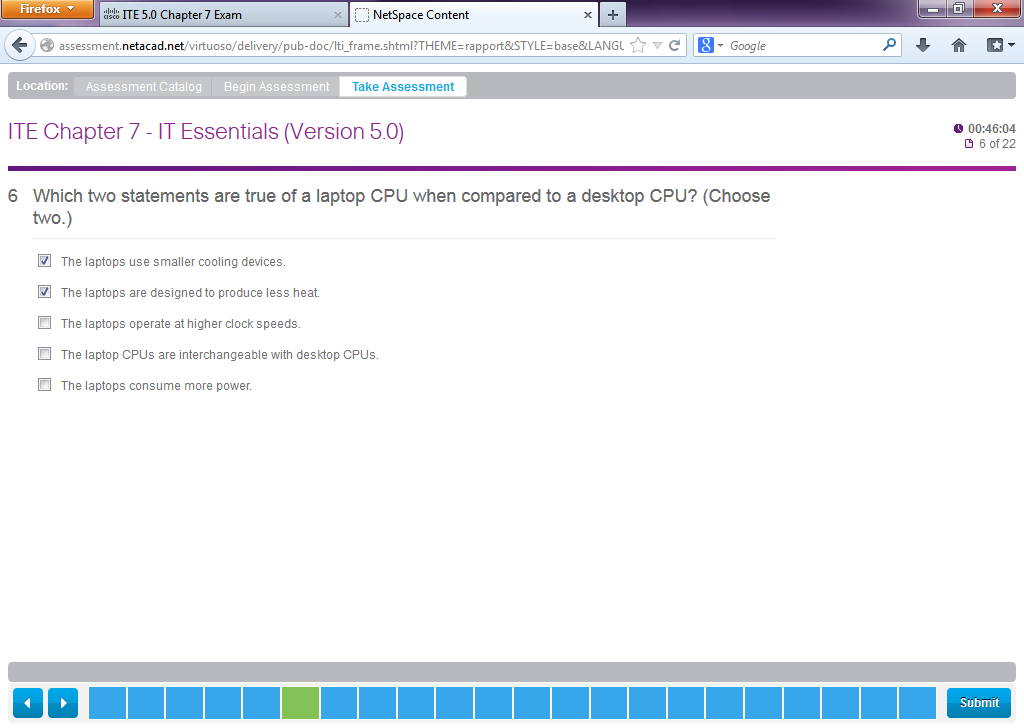 Firefox
cisco ITE 5.0 Chapter 7 Exam
NetSpace Content
assessment.netacad.net/virtuoso/delivery/pub-doc/lti_frame.shtml?THEME=rapport&STYLE=base&LANGU
8 Google
Location: Assessment Catalog Begin Assessment Take Assessment
ITE Chapter 7 - IT Essentials (Version 5.0)
00:46:04
6 of 22
6 Which two statements are true of a laptop CPU when compared to a desktop CPU? (Choose
two.)
The laptops use smaller cooling devices.
The laptops are designed to produce less heat.
The laptops operate at higher clock speeds.
The laptop CPUs are interchangeable with desktop CPUs.
The laptops consume more power.
Submit